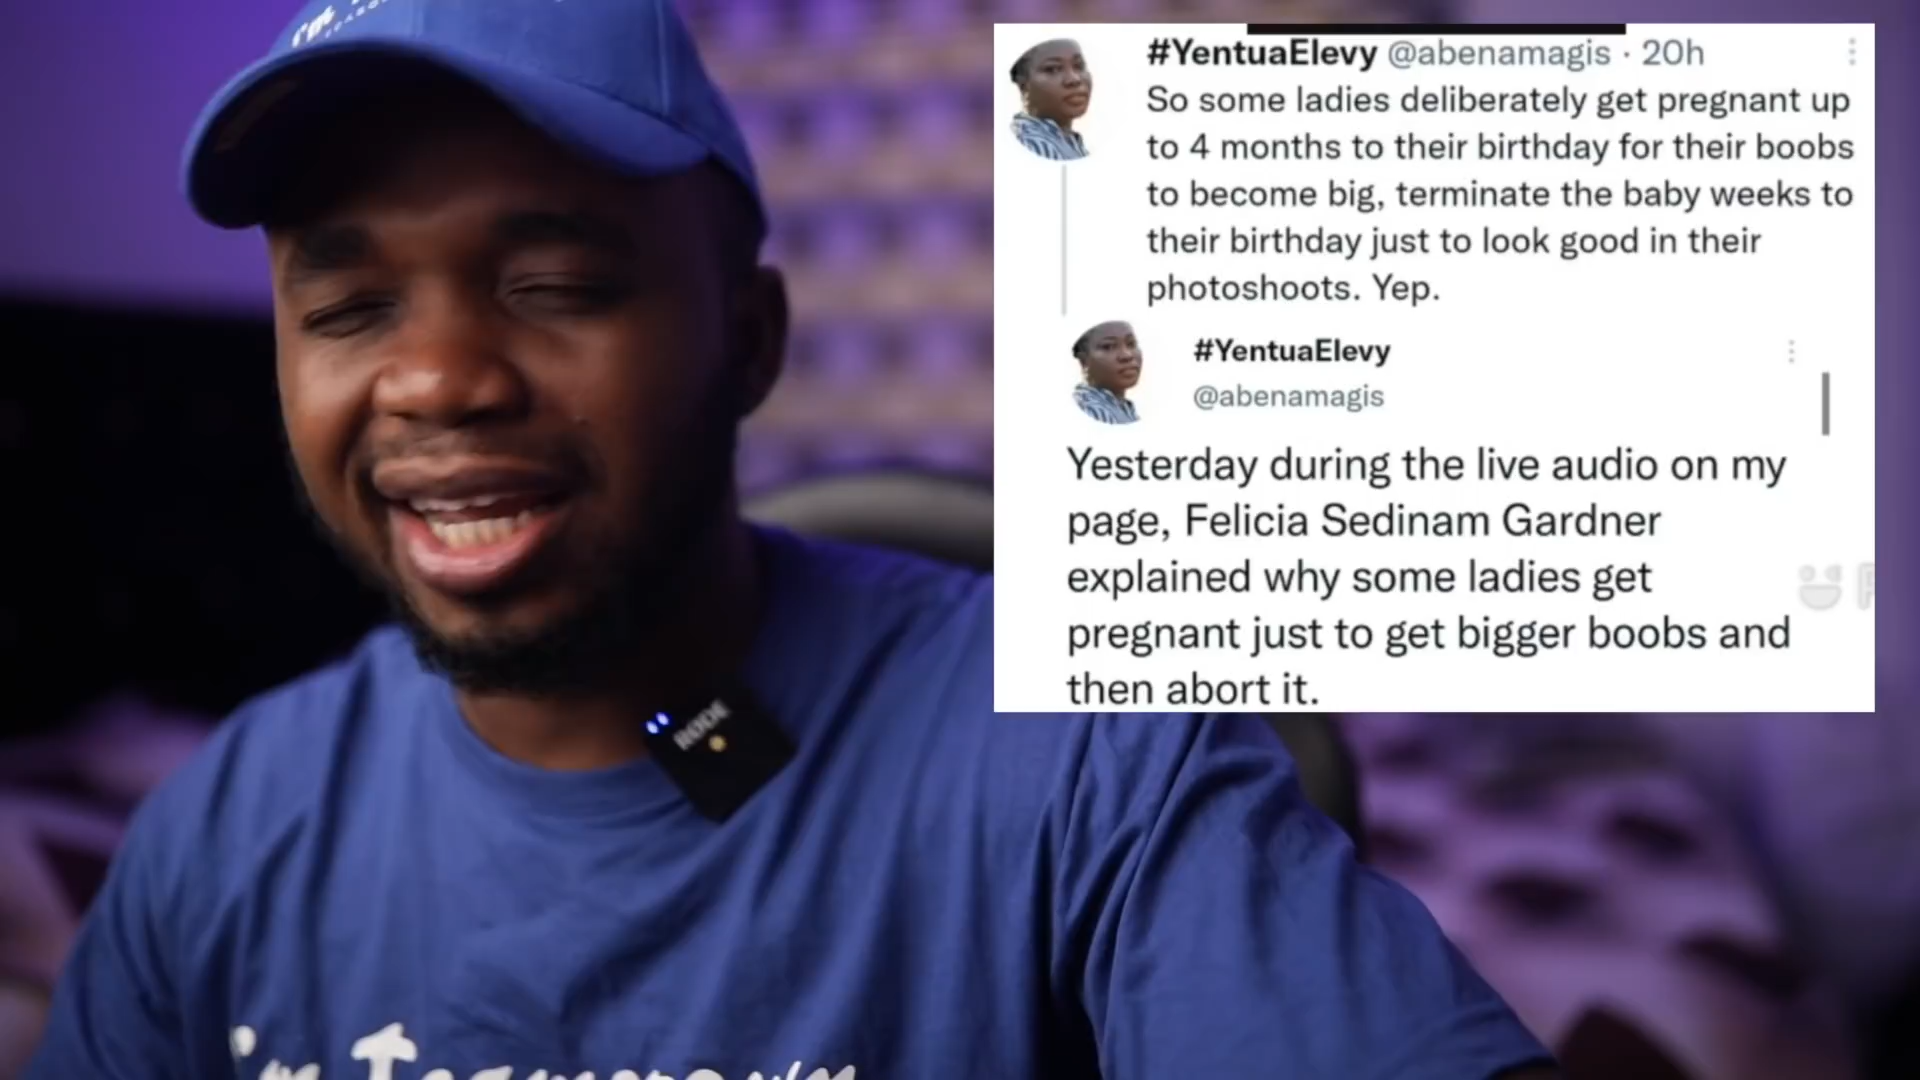 #YentuaElevy @abenamagis · 20h
So some ladies deliberately get pregnant up
to 4 months to their birthday for their boobs
to become big, terminate the baby weeks to
their birthday just to look good in their
photoshoots. Yep.
#YentuaElevy
@abenamagis
Yesterday during the live audio on my
page, Felicia Sedinam Gardner
explained why some ladies get
pregnant just to get bigger boobs and
then abort it.
RODE
I'm